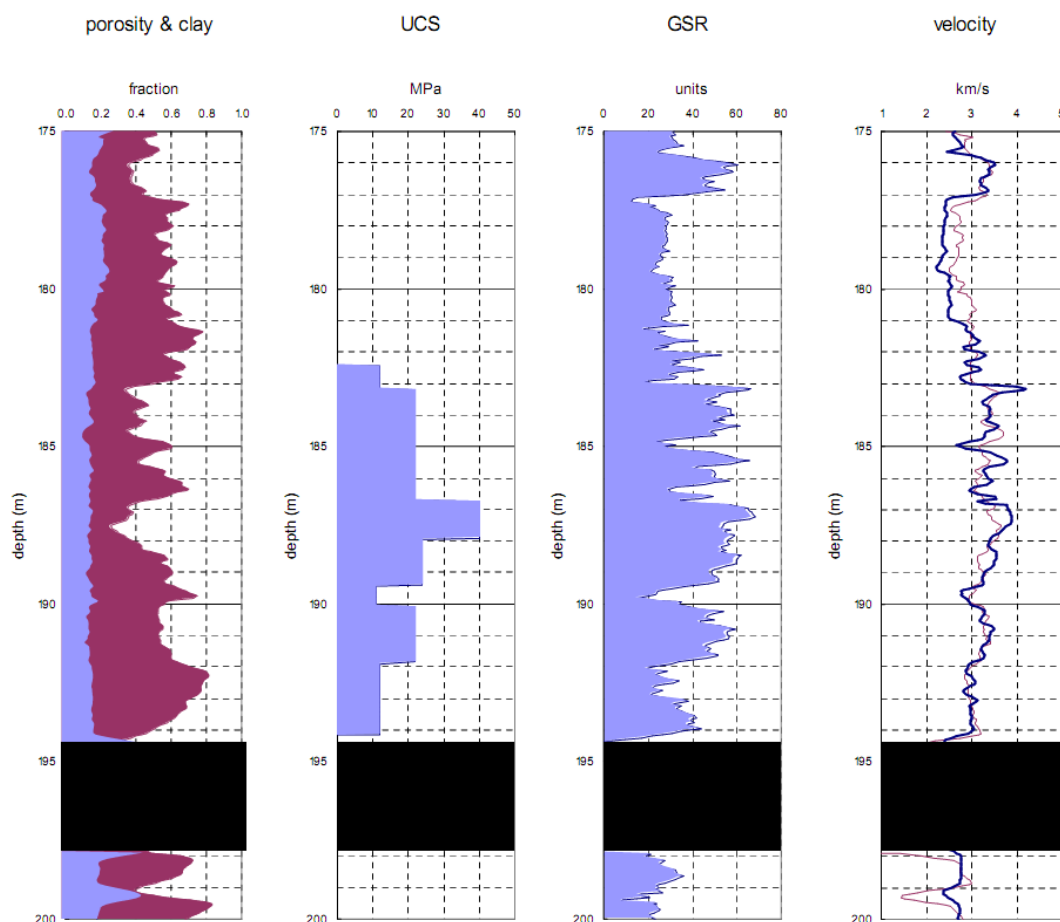 porosity & clay UCS GSR velocity
fraction MPa units km/s
0.0 0.2 0.4 0.6 0.8 1.0 0 10 20 30 40 50 0 20 40 60 80 1 2 3 4 5
175 175 175 175
180 180 180 180
185 185 185 185
depth (m) depth (m) depth (m) depth (m)
190 190 190 190
195 195 195 195
200 200 200 200